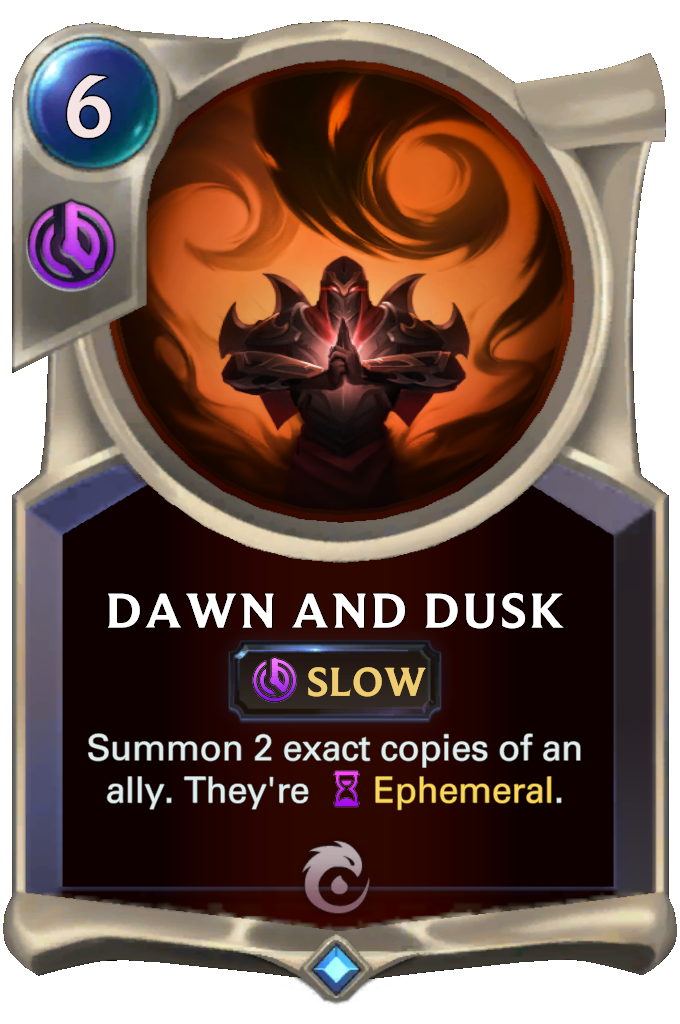 6
DAWN AND DUSK
SLOW
Summon 2 exact copies of an
ally. They're Ephemeral.